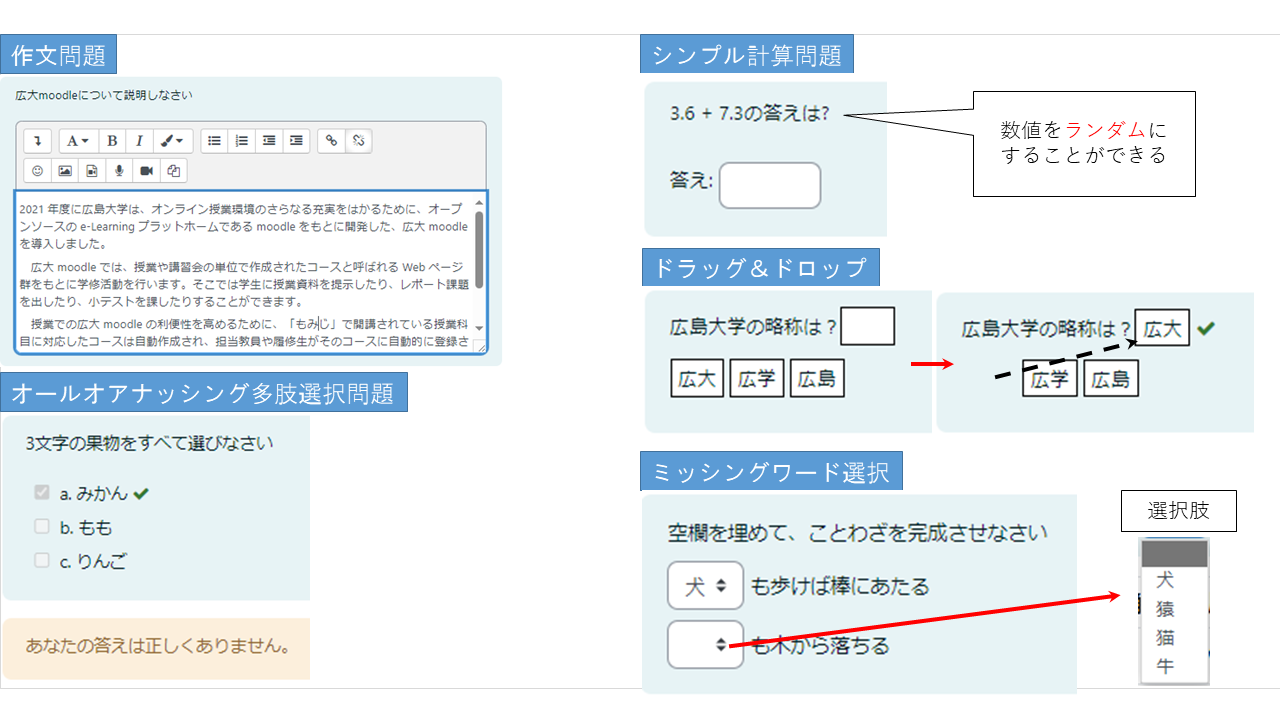 作文問題
広大moodleについて説明しなさい
A B I
2021 年度に広島大学は、オンライン授業環境のさらなる充実をはかるために、オープ
ンソースの e-Learning プラットホームである moodle をもとに開発した、広大 moodle
を導入しました。
広大 moodle では、授業や講習会の単位で作成されたコースと呼ばれる Web ページ
群をもとに学修活動を行います。そこでは学生に授業資料を提示したり、レポート課題
を出したり、小テストを課したりすることができます。
授業での広大 moodle の利便性を高めるために、「もみじ」で開講されている授業科
目に対応したコースは自動作成され、担当教員や履修生がそのコースに自動的に登録さ
オールオアナッシング多肢選択問題
3文字の果物をすべて選びなさい
a. みかん
b. もも
c. りんご
あなたの答えは正しくありません。
シンプル計算問題
3.6 + 7.3の答えは?
答え:
数値をランダムに
することができる
ドラッグ＆ドロップ
広島大学の略称は？
広大 広学 広島
広島大学の略称は？ 広大
広学 広島
ミッシングワード選択
空欄を埋めて、ことわざを完成させなさい
犬 も歩けば棒にあたる
も木から落ちる
選択肢
犬
猿
猫
牛